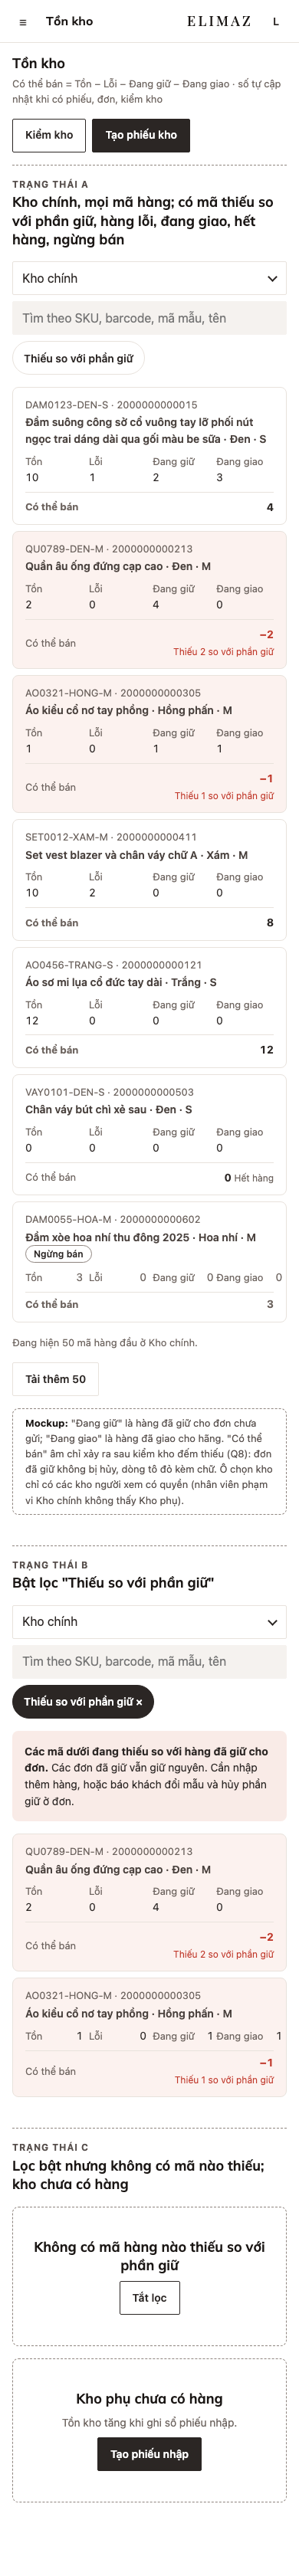 ≡ Tồn kho ELIMAZ L
Tồn kho
Có thể bán = Tồn − Lỗi − Đang giữ − Đang giao · số tự cập
nhật khi có phiếu, đơn, kiểm kho
Kiểm kho Tạo phiếu kho
TRẠNG THÁI A
Kho chính, mọi mã hàng; có mã thiếu so
với phần giữ, hàng lỗi, đang giao, hết
hàng, ngừng bán
Kho chính
Tìm theo SKU, barcode, mã mẫu, tên
Thiếu so với phần giữ
DAM0123-DEN-S · 2000000000015
Đầm suông công sở cổ vuông tay lỡ phối nút
ngọc trai dáng dài qua gối màu be sữa · Đen · S
Tồn Lỗi Đang giữ Đang giao
10 1 2 3
Có thể bán 4
QU0789-DEN-M · 2000000000213
Quần âu ống đứng cạp cao · Đen · M
Tồn Lỗi Đang giữ Đang giao
2 0 4 0
Có thể bán −2
Thiếu 2 so với phần giữ
AO0321-HONG-M · 2000000000305
Áo kiểu cổ nơ tay phồng · Hồng phấn · M
Tồn Lỗi Đang giữ Đang giao
1 0 1 1
Có thể bán −1
Thiếu 1 so với phần giữ
SET0012-XAM-M · 2000000000411
Set vest blazer và chân váy chữ A · Xám · M
Tồn Lỗi Đang giữ Đang giao
10 2 0 0
Có thể bán 8
AO0456-TRANG-S · 2000000000121
Áo sơ mi lụa cổ đức tay dài · Trắng · S
Tồn Lỗi Đang giữ Đang giao
12 0 0 0
Có thể bán 12
VAY0101-DEN-S · 2000000000503
Chân váy bút chì xẻ sau · Đen · S
Tồn Lỗi Đang giữ Đang giao
0 0 0 0
Có thể bán 0 Hết hàng
DAM0055-HOA-M · 2000000000602
Đầm xòe hoa nhí thu đông 2025 · Hoa nhí · M
Ngừng bán
Tồn 3 Lỗi 0 Đang giữ 0 Đang giao 0
Có thể bán 3
Đang hiện 50 mã hàng đầu ở Kho chính.
Tải thêm 50
Mockup: "Đang giữ" là hàng đã giữ cho đơn chưa
gửi; "Đang giao" là hàng đã giao cho hãng. "Có thể
bán" âm chỉ xảy ra sau kiểm kho đếm thiếu (Q8): đơn
đã giữ không bị hủy, dòng tô đỏ kèm chữ. Ô chọn kho
chỉ có các kho người xem có quyền (nhân viên phạm
vi Kho chính không thấy Kho phụ).
TRẠNG THÁI B
Bật lọc "Thiếu so với phần giữ"
Kho chính
Tìm theo SKU, barcode, mã mẫu, tên
Thiếu so với phần giữ ×
Các mã dưới đang thiếu so với hàng đã giữ cho
đơn. Các đơn đã giữ vẫn giữ nguyên. Cần nhập
thêm hàng, hoặc báo khách đổi mẫu và hủy phần
giữ ở đơn.
QU0789-DEN-M · 2000000000213
Quần âu ống đứng cạp cao · Đen · M
Tồn Lỗi Đang giữ Đang giao
2 0 4 0
Có thể bán −2
Thiếu 2 so với phần giữ
AO0321-HONG-M · 2000000000305
Áo kiểu cổ nơ tay phồng · Hồng phấn · M
Tồn 1 Lỗi 0 Đang giữ 1 Đang giao 1
Có thể bán −1
Thiếu 1 so với phần giữ
TRẠNG THÁI C
Lọc bật nhưng không có mã nào thiếu;
kho chưa có hàng
Không có mã hàng nào thiếu so với
phần giữ
Tắt lọc
Kho phụ chưa có hàng
Tồn kho tăng khi ghi sổ phiếu nhập.
Tạo phiếu nhập